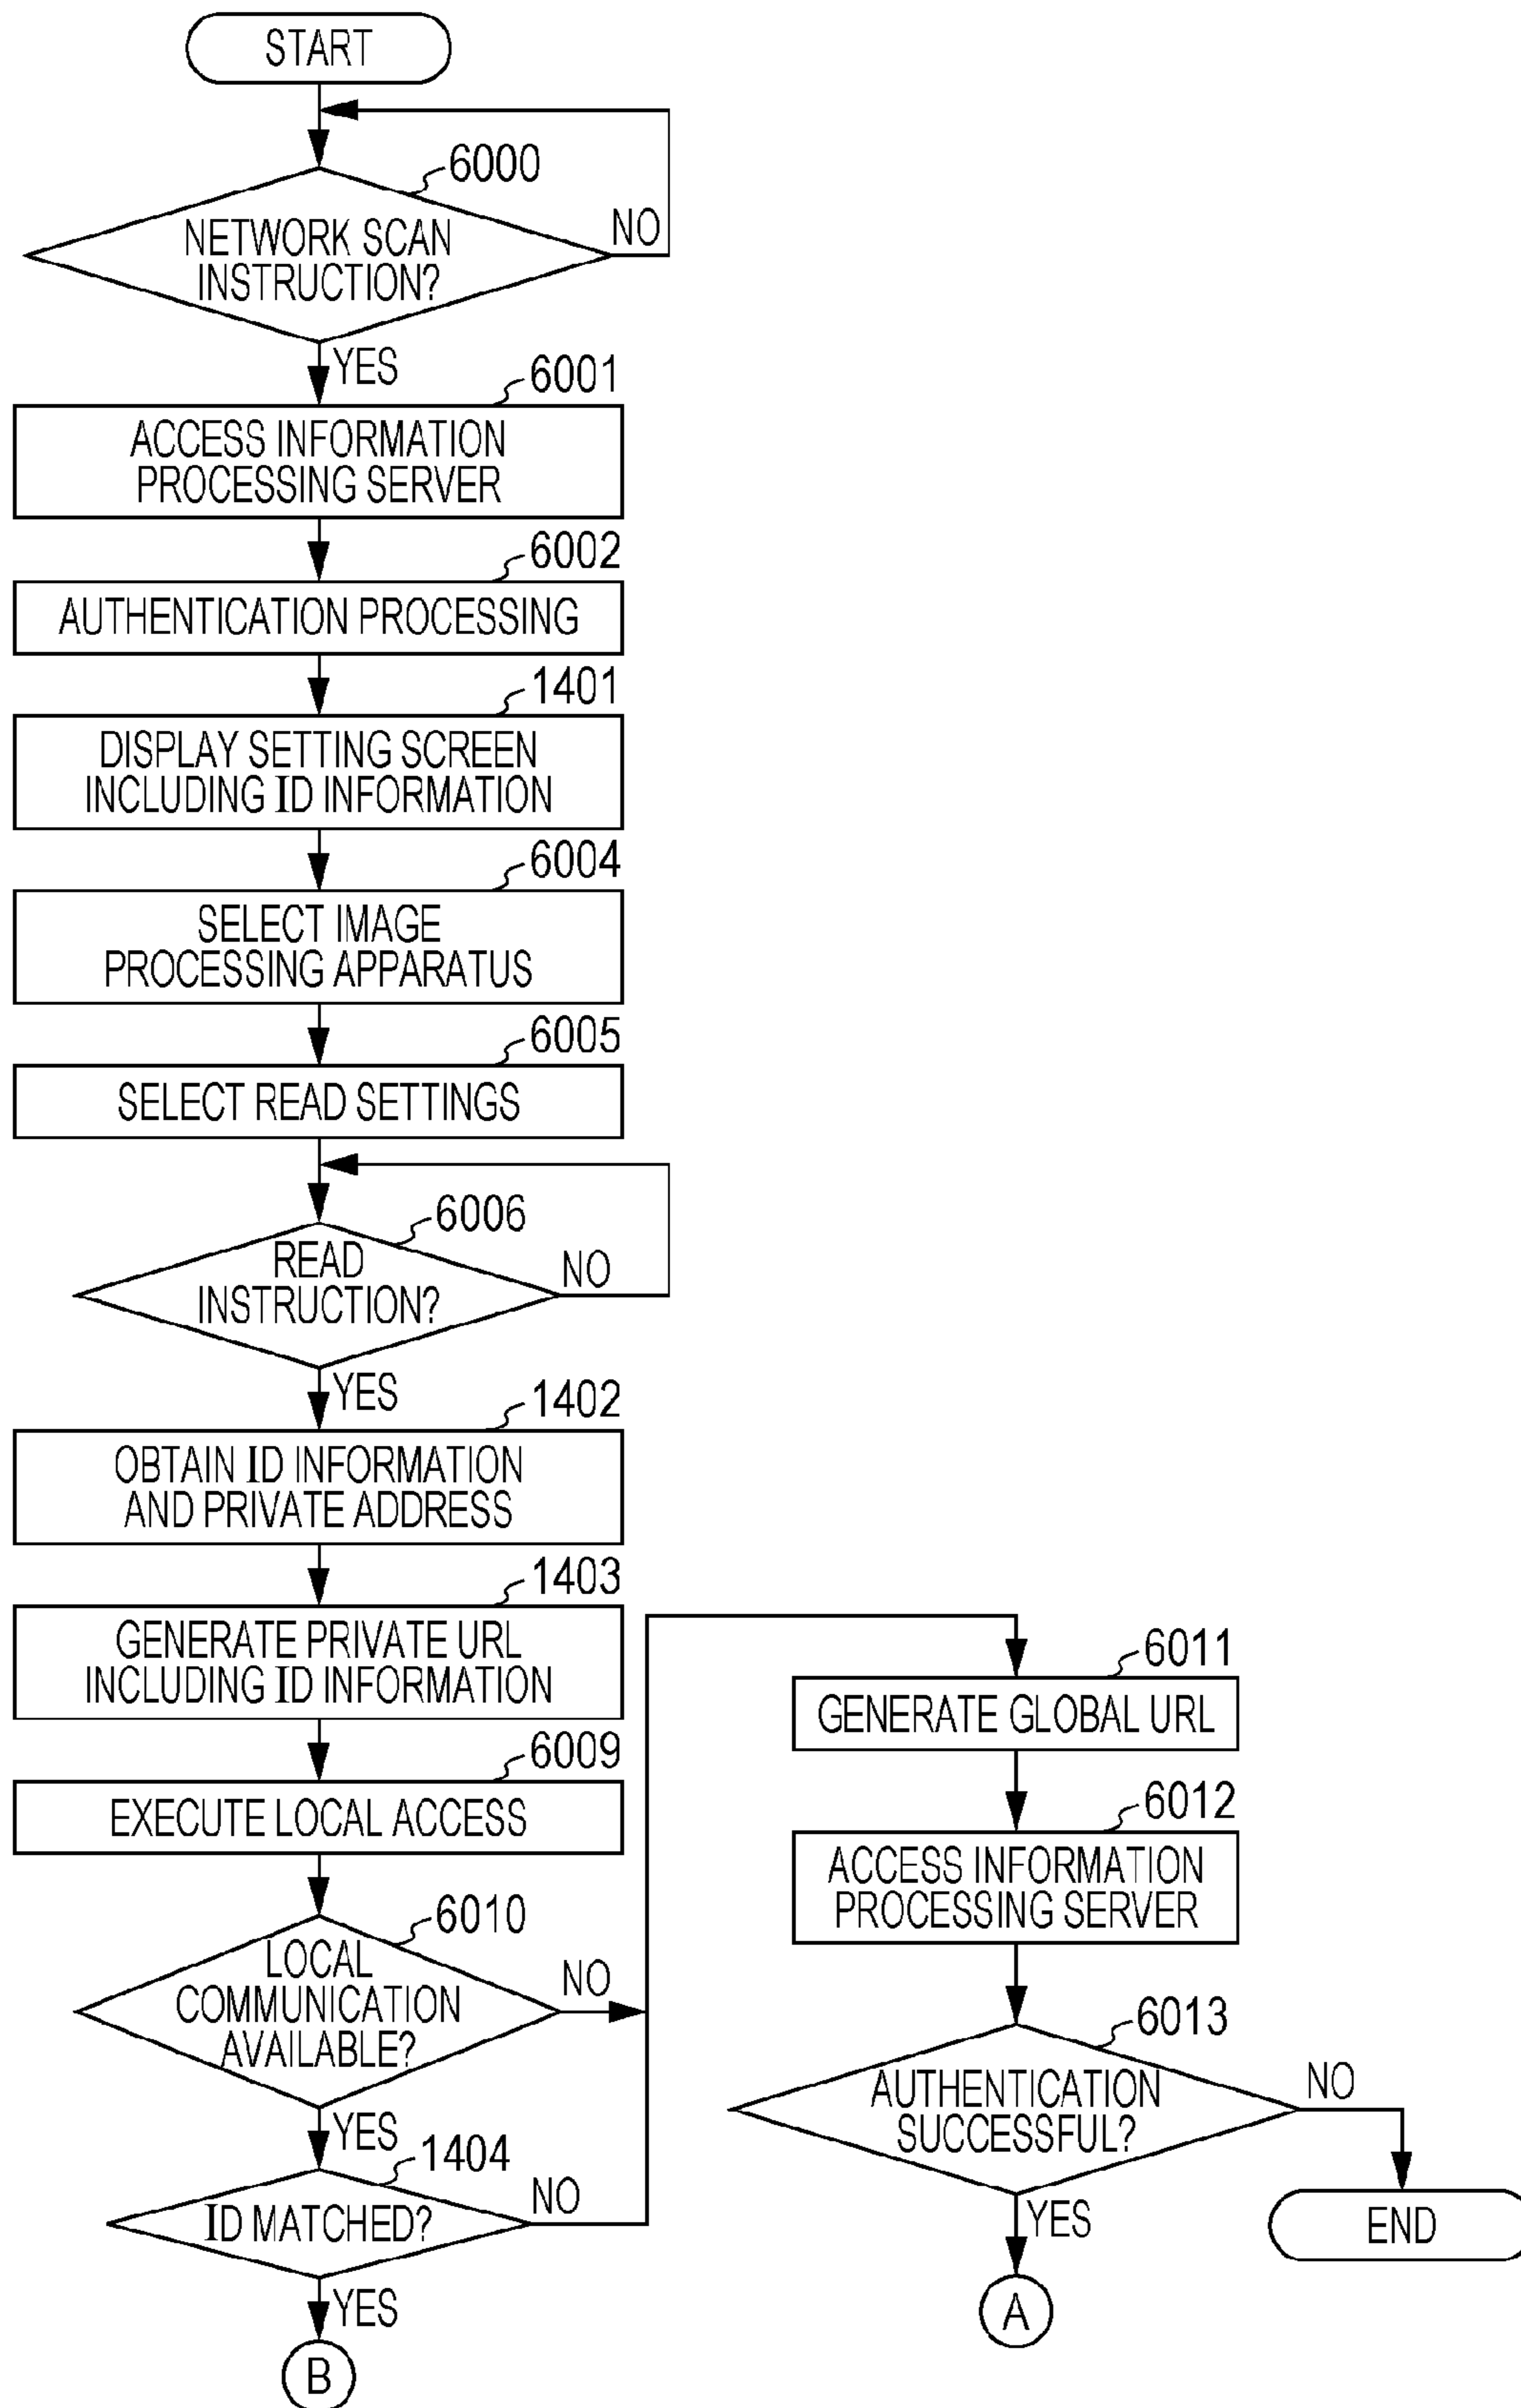 START
6000
NETWORK SCAN
INSTRUCTION?
NO
YES
6001
ACCESS INFORMATION
PROCESSING SERVER
6002
AUTHENTICATION PROCESSING
1401
DISPLAY SETTING SCREEN
INCLUDING ID INFORMATION
6004
SELECT IMAGE
PROCESSING APPARATUS
6005
SELECT READ SETTINGS
6006
READ
INSTRUCTION?
NO
YES
1402
OBTAIN ID INFORMATION
AND PRIVATE ADDRESS
1403
GENERATE PRIVATE URL
INCLUDING ID INFORMATION
6009
EXECUTE LOCAL ACCESS
6010
LOCAL
COMMUNICATION
AVAILABLE?
NO
YES
1404
ID MATCHED?
NO
YES
B
6011
GENERATE GLOBAL URL
6012
ACCESS INFORMATION
PROCESSING SERVER
6013
AUTHENTICATION
SUCCESSFUL?
NO
YES
END
A